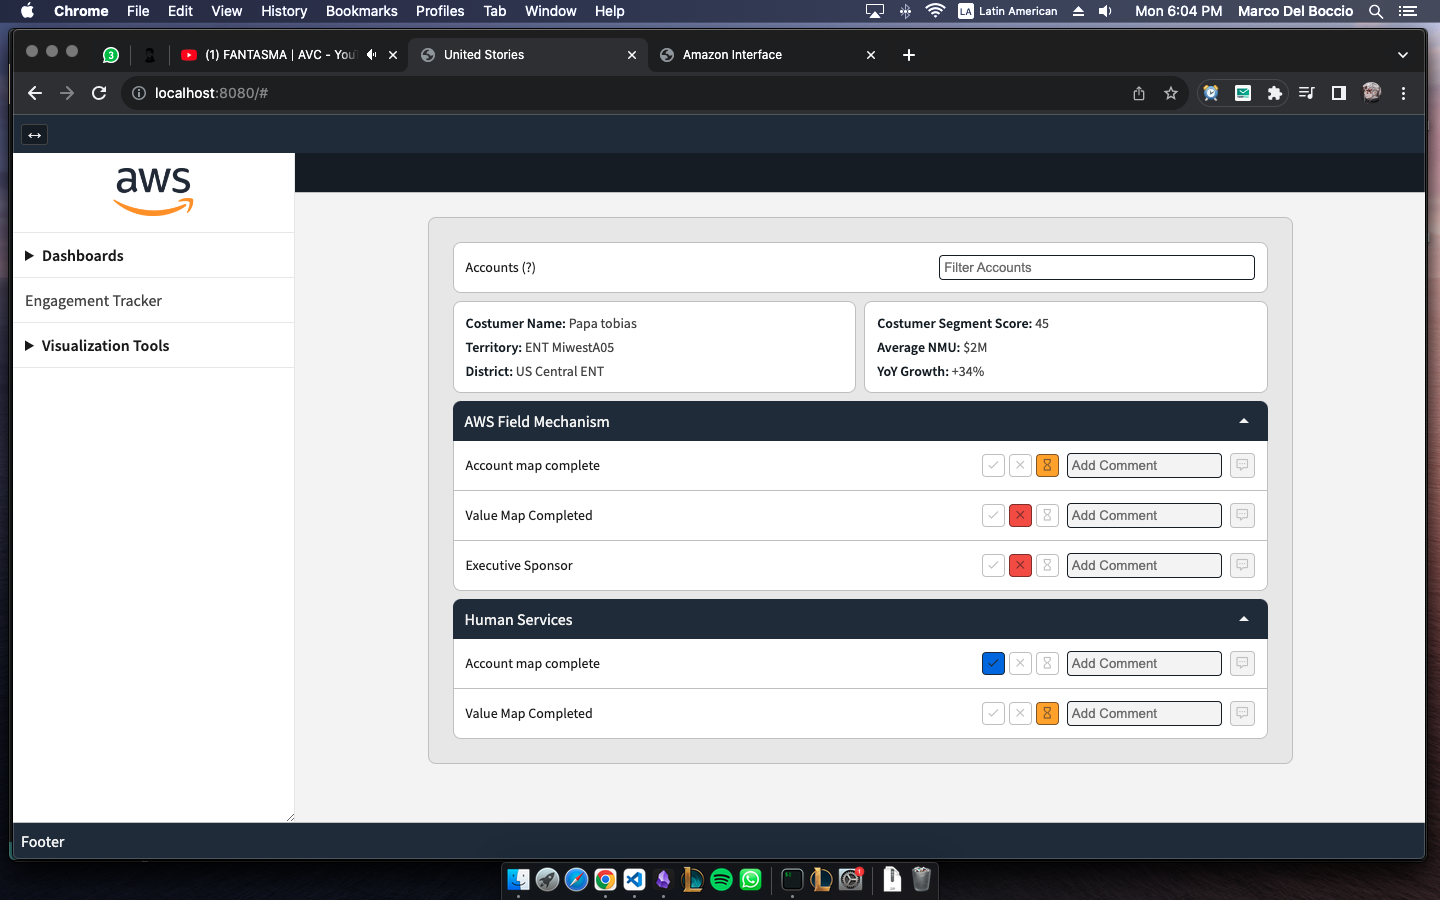 Chrome File Edit View History Bookmarks Profiles Tab Window Help LA Latin American Mon 6:04 PM Marco Del Boccio
3 (1) FANTASMA | AVC - You United Stories Amazon Interface
localhost:8080/#
aws
Dashboards
Engagement Tracker
Visualization Tools
Accounts (?) Filter Accounts
Costumer Name: Papa tobias
Territory: ENT MiwestA05
District: US Central ENT
Costumer Segment Score: 45
Average NMU: $2M
YoY Growth: +34%
AWS Field Mechanism
Account map complete Add Comment
Value Map Completed Add Comment
Executive Sponsor Add Comment
Human Services
Account map complete Add Comment
Value Map Completed Add Comment
Footer
1